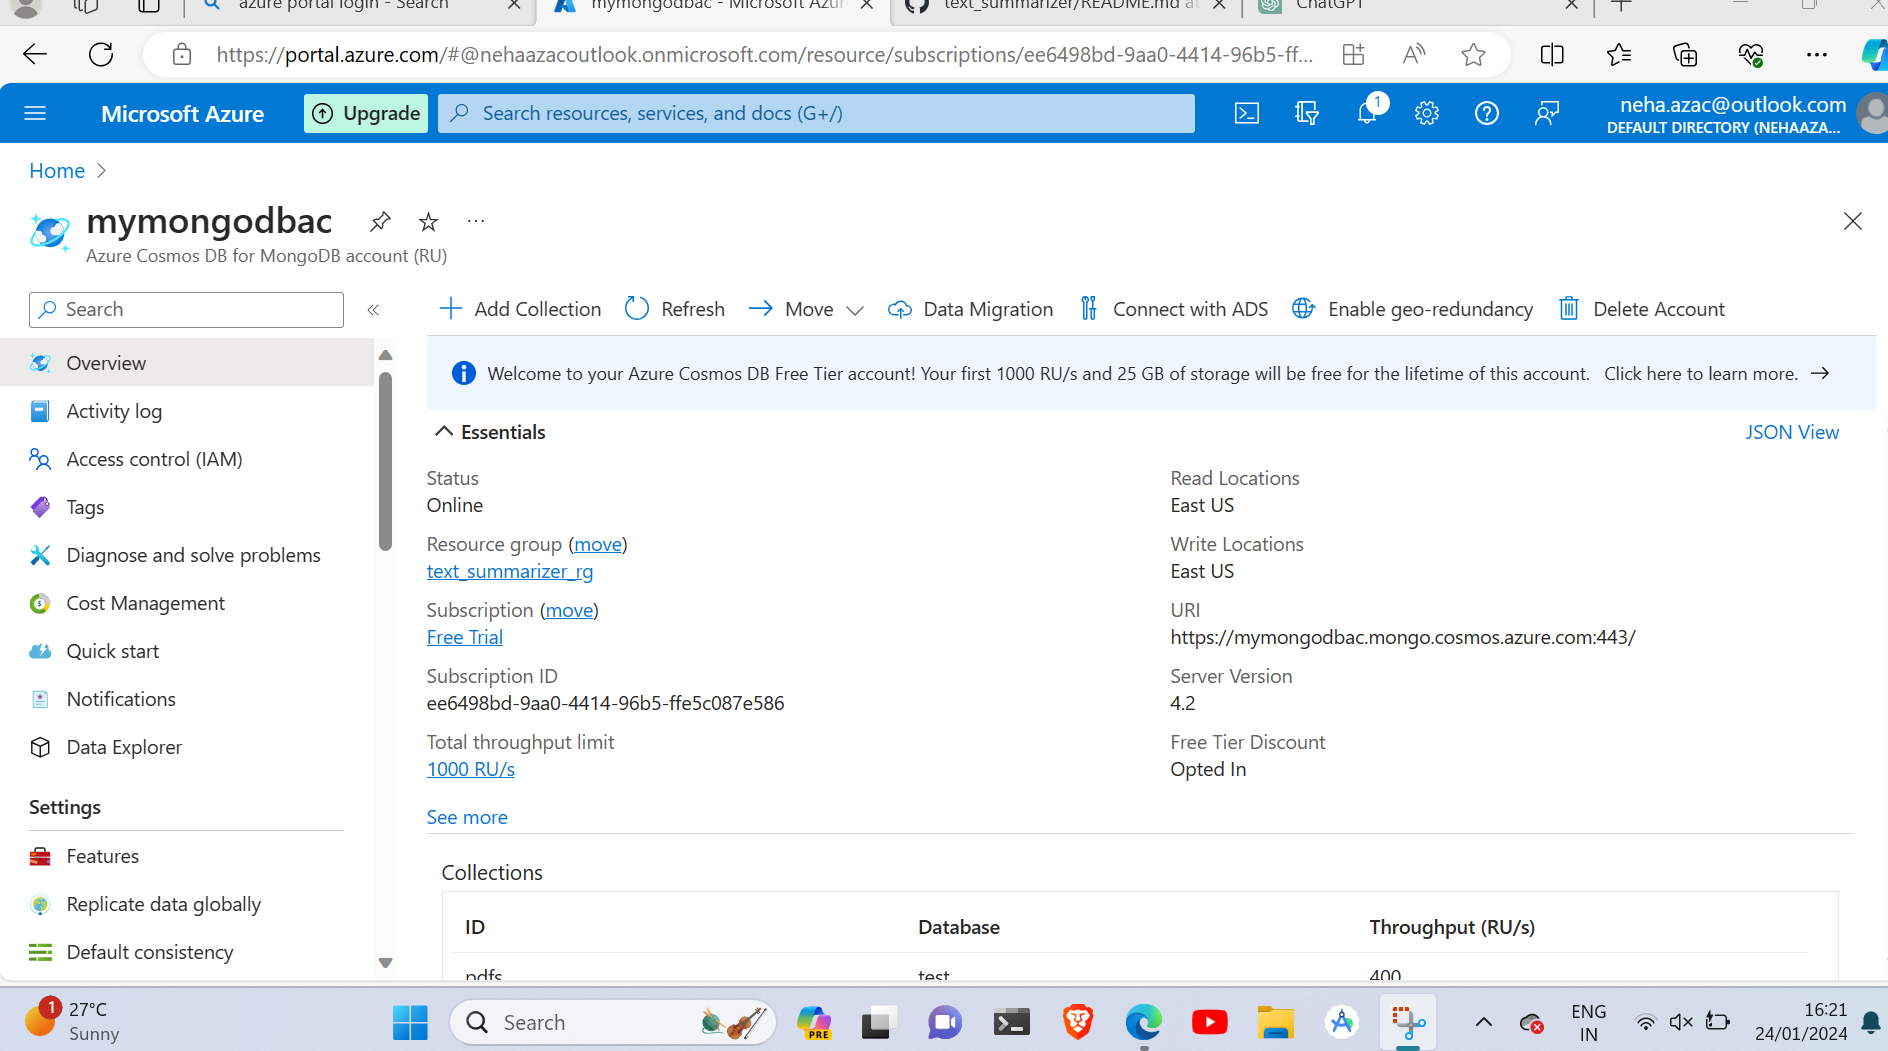 azure portal login - Search
mymongodbac - Microsoft Azur
text_summarizer/README.md at
ChatGPT
https://portal.azure.com/#@nehaazacoutlook.onmicrosoft.com/resource/subscriptions/ee6498bd-9aa0-4414-96b5-ff...
Microsoft Azure
Upgrade
Search resources, services, and docs (G+/)
1
neha.azac@outlook.com
DEFAULT DIRECTORY (NEHAAZA...
Home
mymongodbac
Azure Cosmos DB for MongoDB account (RU)
Search
Add Collection
Refresh
Move
Data Migration
Connect with ADS
Enable geo-redundancy
Delete Account
Overview
Activity log
Access control (IAM)
Tags
Diagnose and solve problems
Cost Management
Quick start
Notifications
Data Explorer
Settings
Features
Replicate data globally
Default consistency
Welcome to your Azure Cosmos DB Free Tier account! Your first 1000 RU/s and 25 GB of storage will be free for the lifetime of this account. Click here to learn more.
Essentials
JSON View
Status
Online
Resource group (move)
text_summarizer_rg
Subscription (move)
Free Trial
Subscription ID
ee6498bd-9aa0-4414-96b5-ffe5c087e586
Total throughput limit
1000 RU/s
See more
Read Locations
East US
Write Locations
East US
URI
https://mymongodbac.mongo.cosmos.azure.com:443/
Server Version
4.2
Free Tier Discount
Opted In
Collections
ID Database Throughput (RU/s)
pdfs test 400
1
27°C
Sunny
Search
PRE
ENG
IN
16:21
24/01/2024